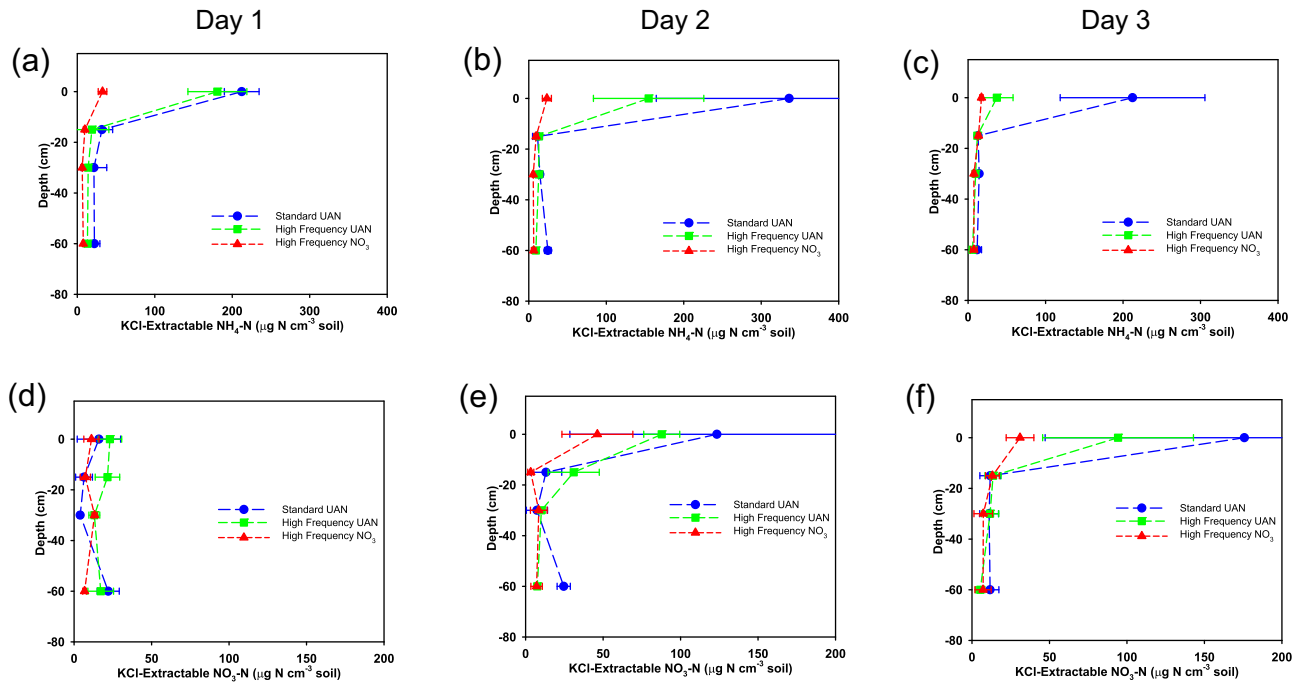 Day 1
Day 2
Day 3
(a)
0
-20
-40
-60
-80
Depth (cm)
Standard UAN
High Frequency UAN
High Frequency NO₃
0
100
200
300
400
KCl-Extractable NH₄-N (μg N cm⁻³ soil)
(b)
0
-20
-40
-60
-80
Depth (cm)
Standard UAN
High Frequency UAN
High Frequency NO₃
0
100
200
300
400
KCl-Extractable NH₄-N (μg N cm⁻³ soil)
(c)
0
-20
-40
-60
-80
Depth (cm)
Standard UAN
High Frequency UAN
High Frequency NO₃
0
100
200
300
400
KCl-Extractable NH₄-N (μg N cm⁻³ soil)
(d)
0
-20
-40
-60
-80
Depth (cm)
Standard UAN
High Frequency UAN
High Frequency NO₃
0
50
100
150
200
KCl-Extractable NO₃-N (μg N cm⁻³ soil)
(e)
0
-20
-40
-60
-80
Depth (cm)
Standard UAN
High Frequency UAN
High Frequency NO₃
0
50
100
150
200
KCl-Extractable NO₃-N (μg N cm⁻³ soil)
(f)
0
-20
-40
-60
-80
Depth (cm)
Standard UAN
High Frequency UAN
High Frequency NO₃
0
50
100
150
200
KCl-Extractable NO₃-N (μg N cm⁻³ soil)